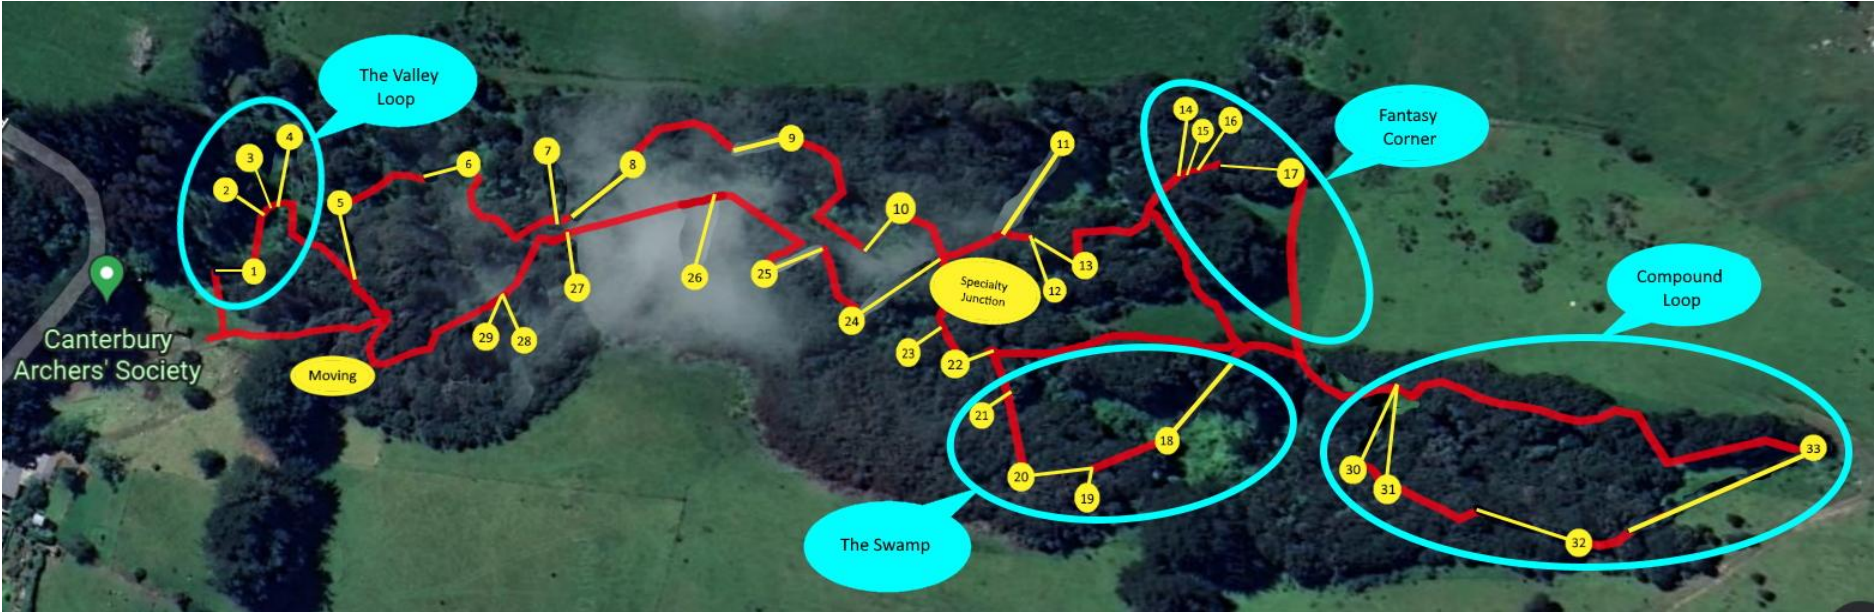 The Valley
Loop
4
3
2
1
5
6
7
8
9
10
11
12
13
14
15
16
17
Fantasy
Corner
Compound
Loop
Specialty
Junction
Canterbury
Archers' Society
Moving
29
28
27
26
25
24
23
22
21
20
19
18
The Swamp
30
31
32
33